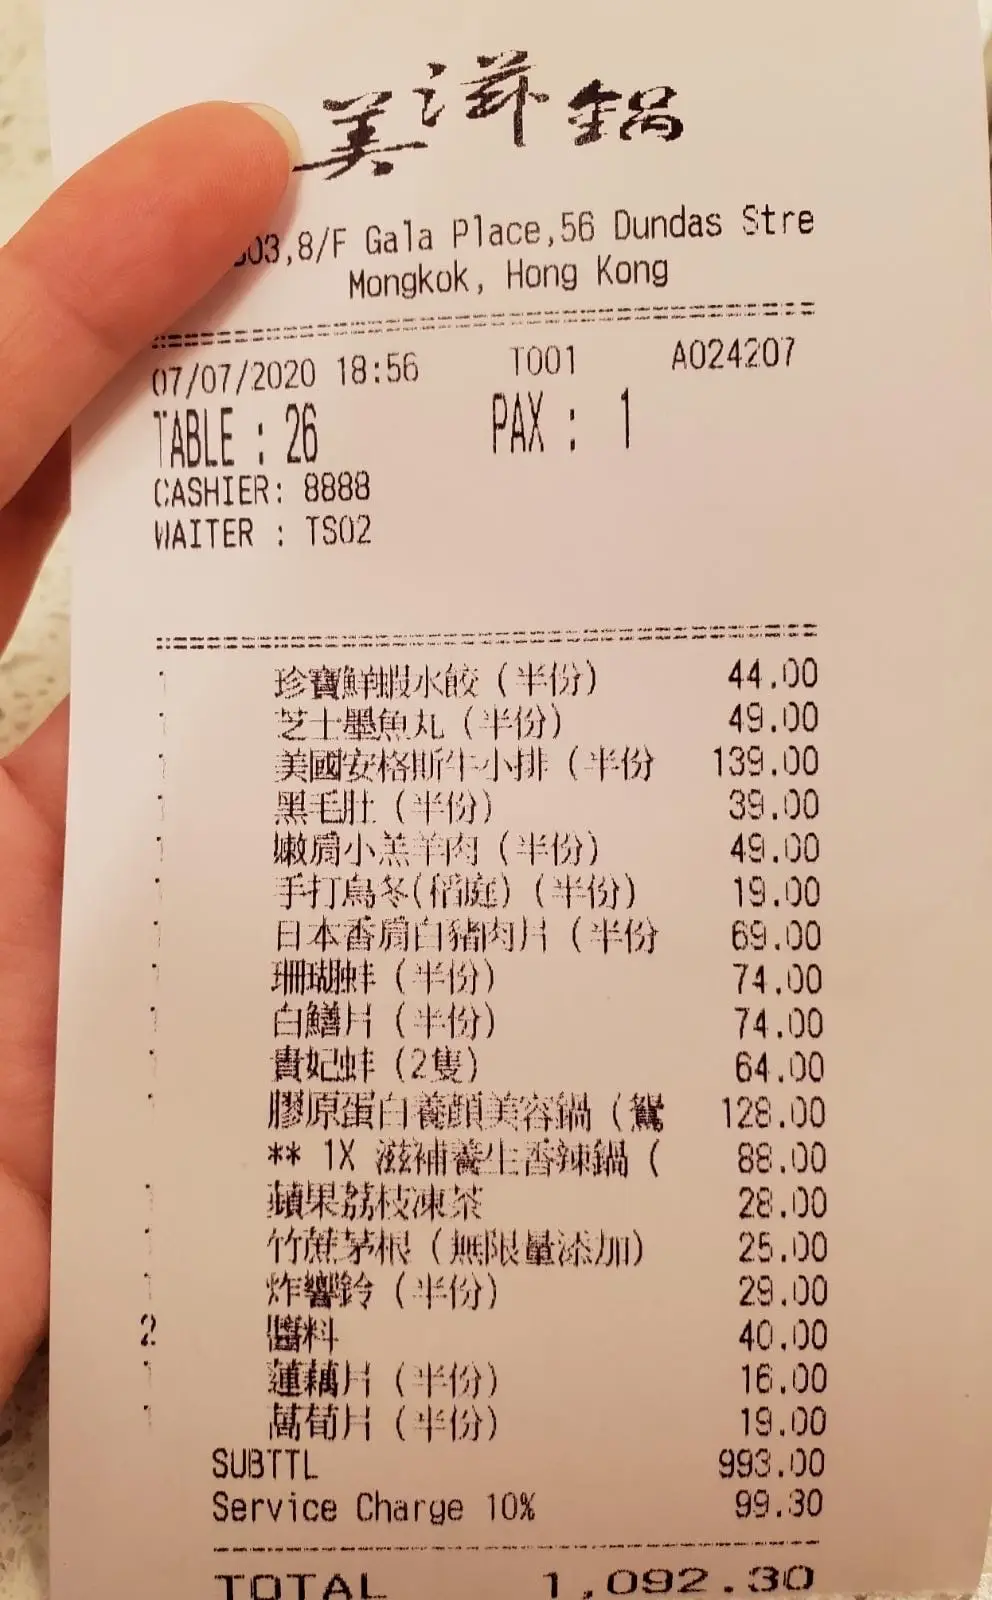 美滋鍋
03,8/F Gala Place,56 Dundas Stre
Mongkok, Hong Kong
07/07/2020 18:56 T001 A024207
TABLE : 26 PAX : 1
CASHIER: 8888
WAITER : TS02
1 珍寶鮮蝦水餃 (半份) 44.00
1 芝士墨魚丸 (半份) 49.00
1 美國安格斯牛小排 (半份 139.00
1 黑毛肚 (半份) 39.00
1 嫩肩小羔羊肉 (半份) 49.00
1 手打烏冬(稻庭) (半份) 19.00
1 日本香肩白豬肉片 (半份 69.00
1 珊瑚蚌 (半份) 74.00
1 白鱔片 (半份) 74.00
1 貴妃蚌 (2隻) 64.00
1 膠原蛋白養顏美容鍋 (鴛 128.00
** 1X 滋補養生香辣鍋 ( 88.00
1 蘋果荔枝凍茶 28.00
1 竹蔗茅根 (無限量添加) 25.00
1 炸響鈴 (半份) 29.00
2 醬料 40.00
1 蓮藕片 (半份) 16.00
1 萵荀片 (半份) 19.00
SUBTTL 993.00
Service Charge 10% 99.30
TOTAL 1,092.30